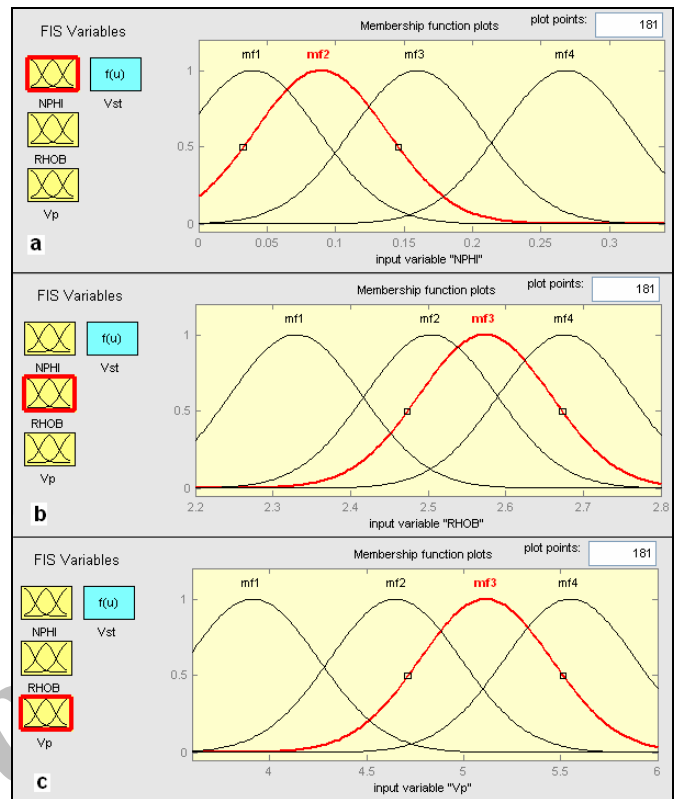 FIS Variables
Membership function plots
plot points: 181
mf1 mf2 mf3 mf4
f(u)
NPHI Vst
RHOB
Vp
1
0.5
0
0 0.05 0.1 0.15 0.2 0.25 0.3
input variable "NPHI"
a
FIS Variables
Membership function plots
plot points: 181
mf1 mf2 mf3 mf4
f(u)
NPHI Vst
RHOB
Vp
1
0.5
0
2.2 2.3 2.4 2.5 2.6 2.7 2.8
input variable "RHOB"
b
FIS Variables
Membership function plots
plot points: 181
mf1 mf2 mf3 mf4
f(u)
NPHI Vst
RHOB
Vp
1
0.5
0
4 4.5 5 5.5 6
input variable "Vp"
c